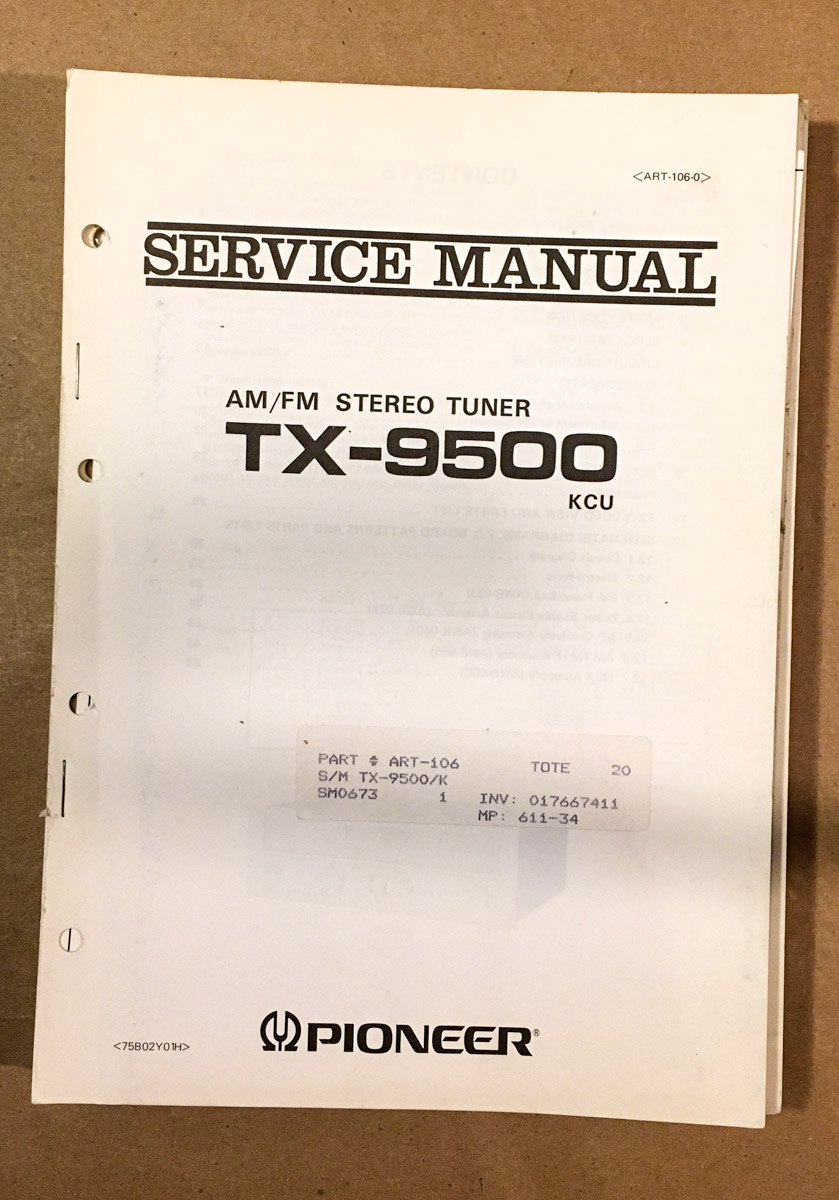 <ART-106-0>
SERVICE MANUAL
AM/FM STEREO TUNER
TX-9500
KCU
PART # ART-106 TOTE 20
S/M TX-9500/K
SM0673 1 INV: 017667411
MP: 611-34
<75B02Y01H>
PIONEER®